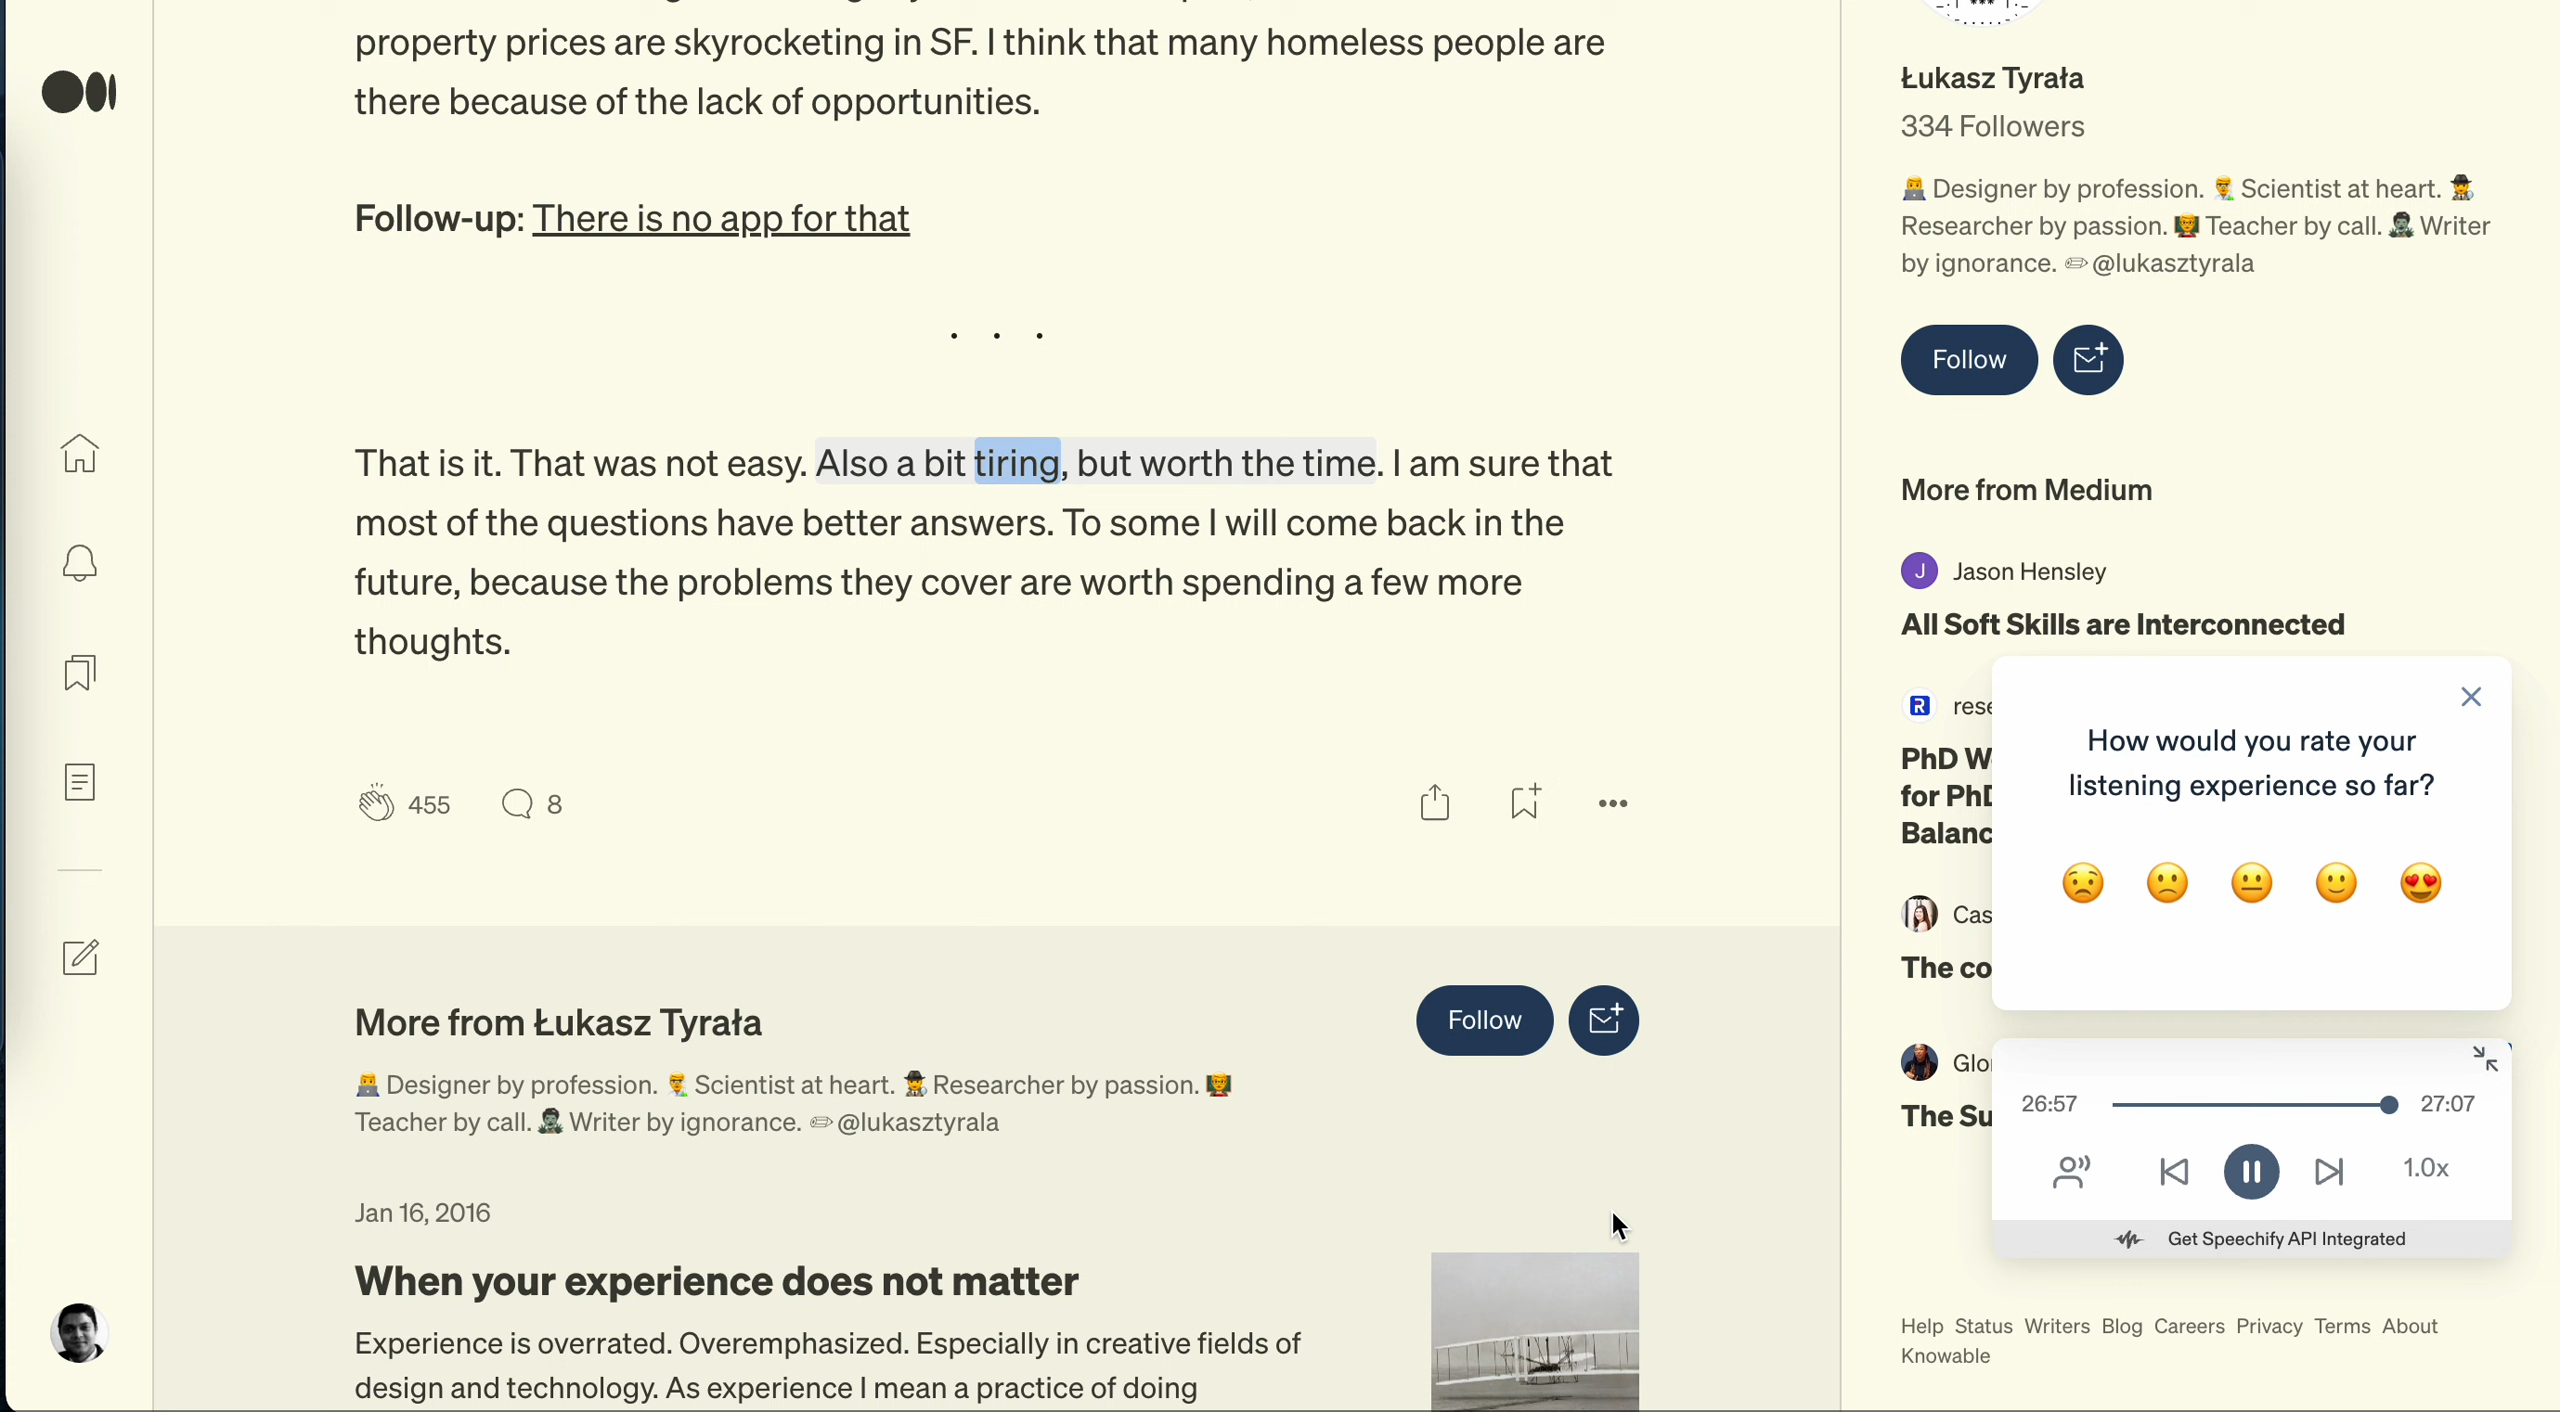 property prices are skyrocketing in SF. I think that many homeless people are
there because of the lack of opportunities.
Follow-up: There is no app for that
. . .
That is it. That was not easy. Also a bit tiring, but worth the time. I am sure that
most of the questions have better answers. To some I will come back in the
future, because the problems they cover are worth spending a few more
thoughts.
455
8
More from Łukasz Tyrała
Follow
Designer by profession. Scientist at heart. Researcher by passion.
Teacher by call. Writer by ignorance. ✏ @lukasztyrala
Jan 16, 2016
When your experience does not matter
Experience is overrated. Overemphasized. Especially in creative fields of
design and technology. As experience I mean a practice of doing
Łukasz Tyrała
334 Followers
Designer by profession. Scientist at heart.
Researcher by passion. Teacher by call. Writer
by ignorance. ✏ @lukasztyrala
Follow
More from Medium
J Jason Hensley
All Soft Skills are Interconnected
R rese
PhD W
for PhD
Balanc
Cas
The co
Glo
The Su
How would you rate your
listening experience so far?
26:57
27:07
1.0x
Get Speechify API Integrated
Help Status Writers Blog Careers Privacy Terms About
Knowable